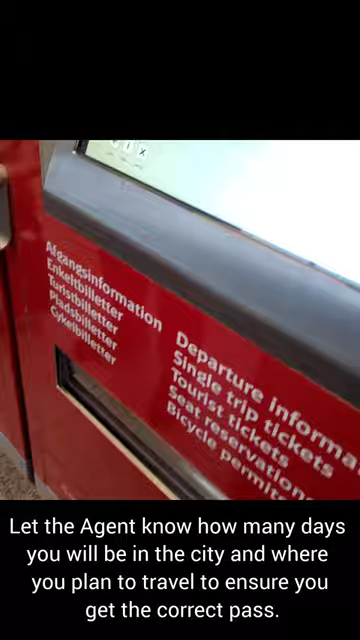 Afgangsinformation
Enkeltbilletter
Turistbilletter
Pladsbilletter
Cykelbilletter
Departure informa
Single trip tickets
Tourist tickets
Seat reservation
Bicycle permits
Let the Agent know how many days
you will be in the city and where
you plan to travel to ensure you
get the correct pass.